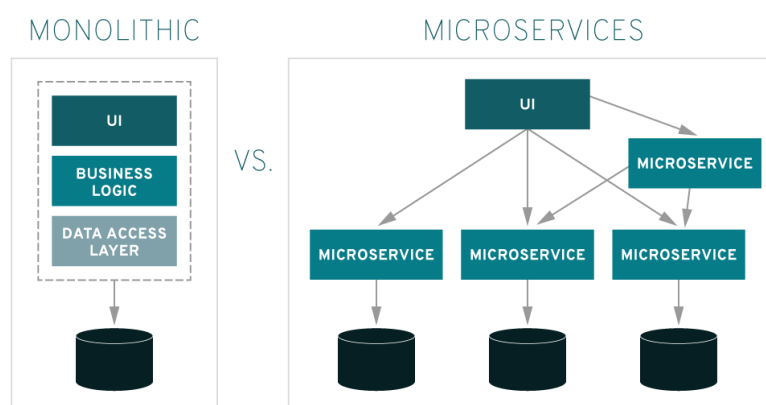 MONOLITHIC
MICROSERVICES
VS.
UI
BUSINESS
LOGIC
DATA ACCESS
LAYER
UI
MICROSERVICE
MICROSERVICE
MICROSERVICE
MICROSERVICE